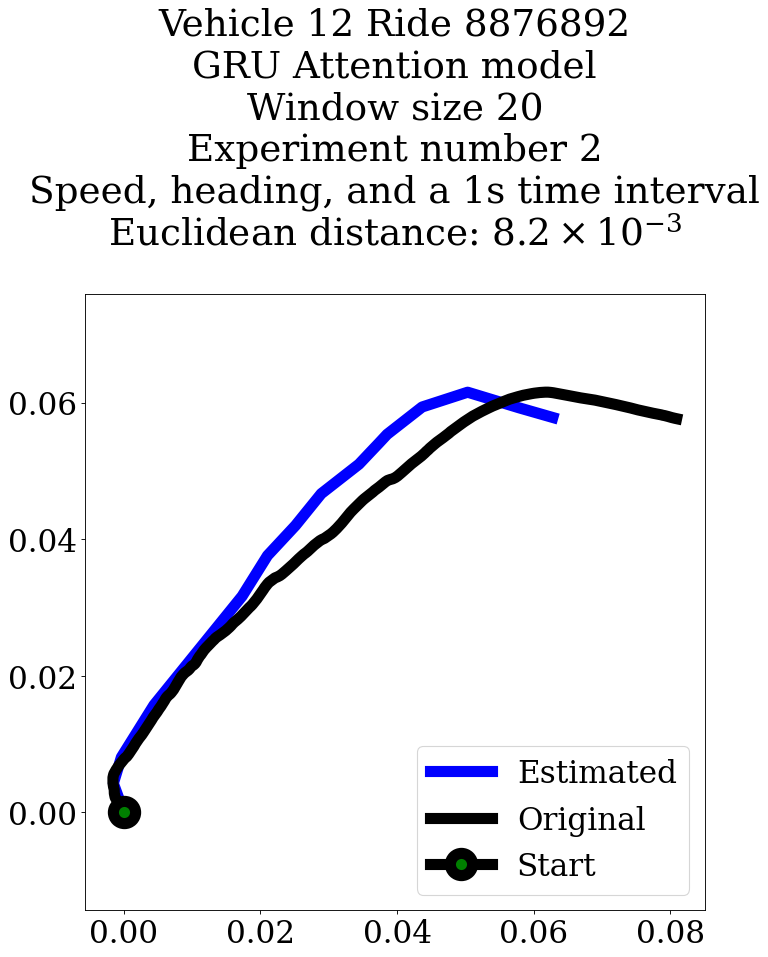 Vehicle 12 Ride 8876892
GRU Attention model
Window size 20
Experiment number 2
Speed, heading, and a 1s time interval
Euclidean distance: 8.2 × 10⁻³
0.06
0.04
0.02
0.00
Estimated
Original
Start
0.00 0.02 0.04 0.06 0.08